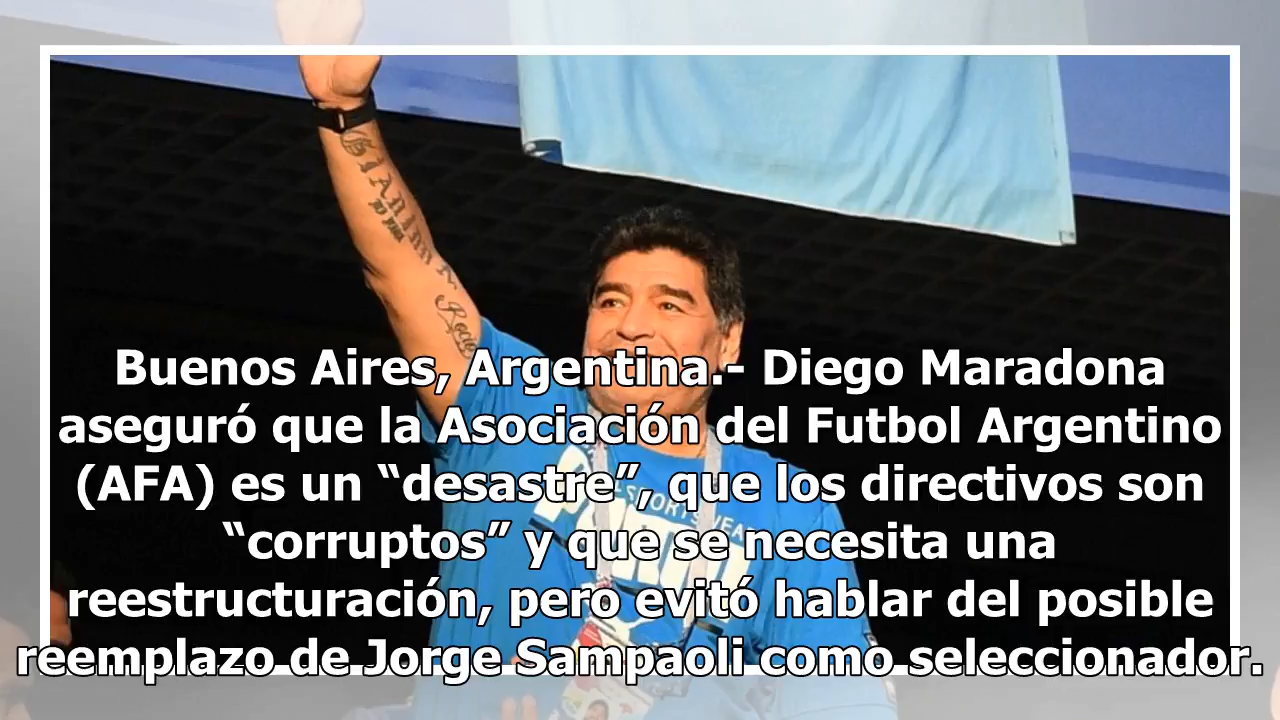 GIANINNA
Buenos Aires, Argentina.- Diego Maradona
aseguró que la Asociación del Futbol Argentino
(AFA) es un “desastre”, que los directivos son
“corruptos” y que se necesita una
reestructuración, pero evitó hablar del posible
reemplazo de Jorge Sampaoli como seleccionador.